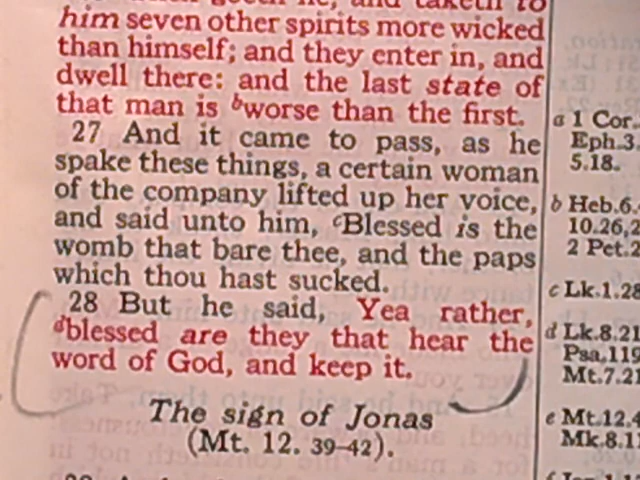 him seven other spirits more wicked
than himself; and they enter in, and
dwell there: and the last state of
that man is bworse than the first.
27 And it came to pass, as he
spake these things, a certain woman
of the company lifted up her voice,
and said unto him, cBlessed is the
womb that bare thee, and the paps
which thou hast sucked.
28 But he said, Yea rather,
dblessed are they that hear the
word of God, and keep it.
The sign of Jonas
(Mt. 12. 39-42).
a 1 Cor.
Eph.3.
5.18.
b Heb.6.
10.26,2
2 Pet.2
c Lk.1.28
d Lk.8.21
Psa.119
Mt.7.21
e Mt.12.4
Mk.8.11